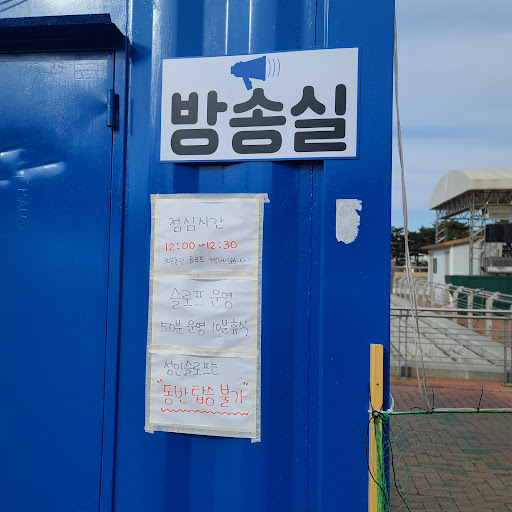 방송실
점심시간
12:00-12:30
슬로프 운영
50분 운영 10분 휴식
성인슬로프는
"동반탑승 불가"